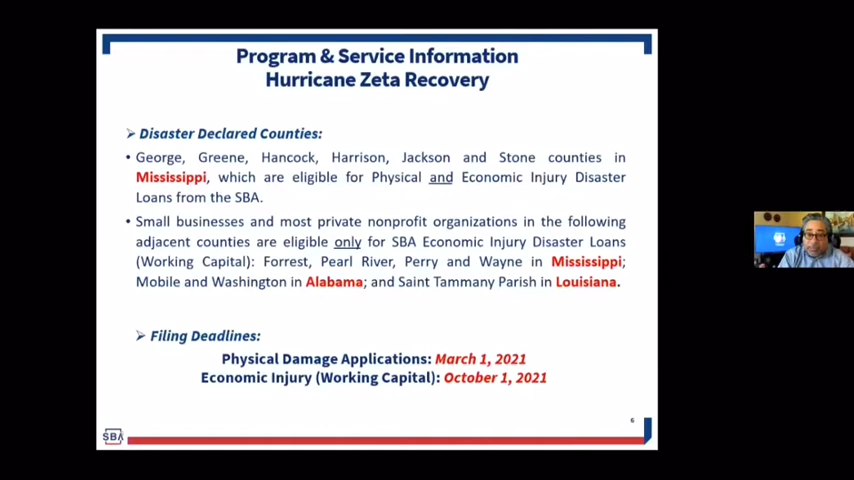 Program & Service Information
Hurricane Zeta Recovery
➢ Disaster Declared Counties:
• George, Greene, Hancock, Harrison, Jackson and Stone counties in
Mississippi, which are eligible for Physical and Economic Injury Disaster
Loans from the SBA.
• Small businesses and most private nonprofit organizations in the following
adjacent counties are eligible only for SBA Economic Injury Disaster Loans
(Working Capital): Forrest, Pearl River, Perry and Wayne in Mississippi;
Mobile and Washington in Alabama; and Saint Tammany Parish in Louisiana.
➢ Filing Deadlines:
Physical Damage Applications: March 1, 2021
Economic Injury (Working Capital): October 1, 2021
6
SBA